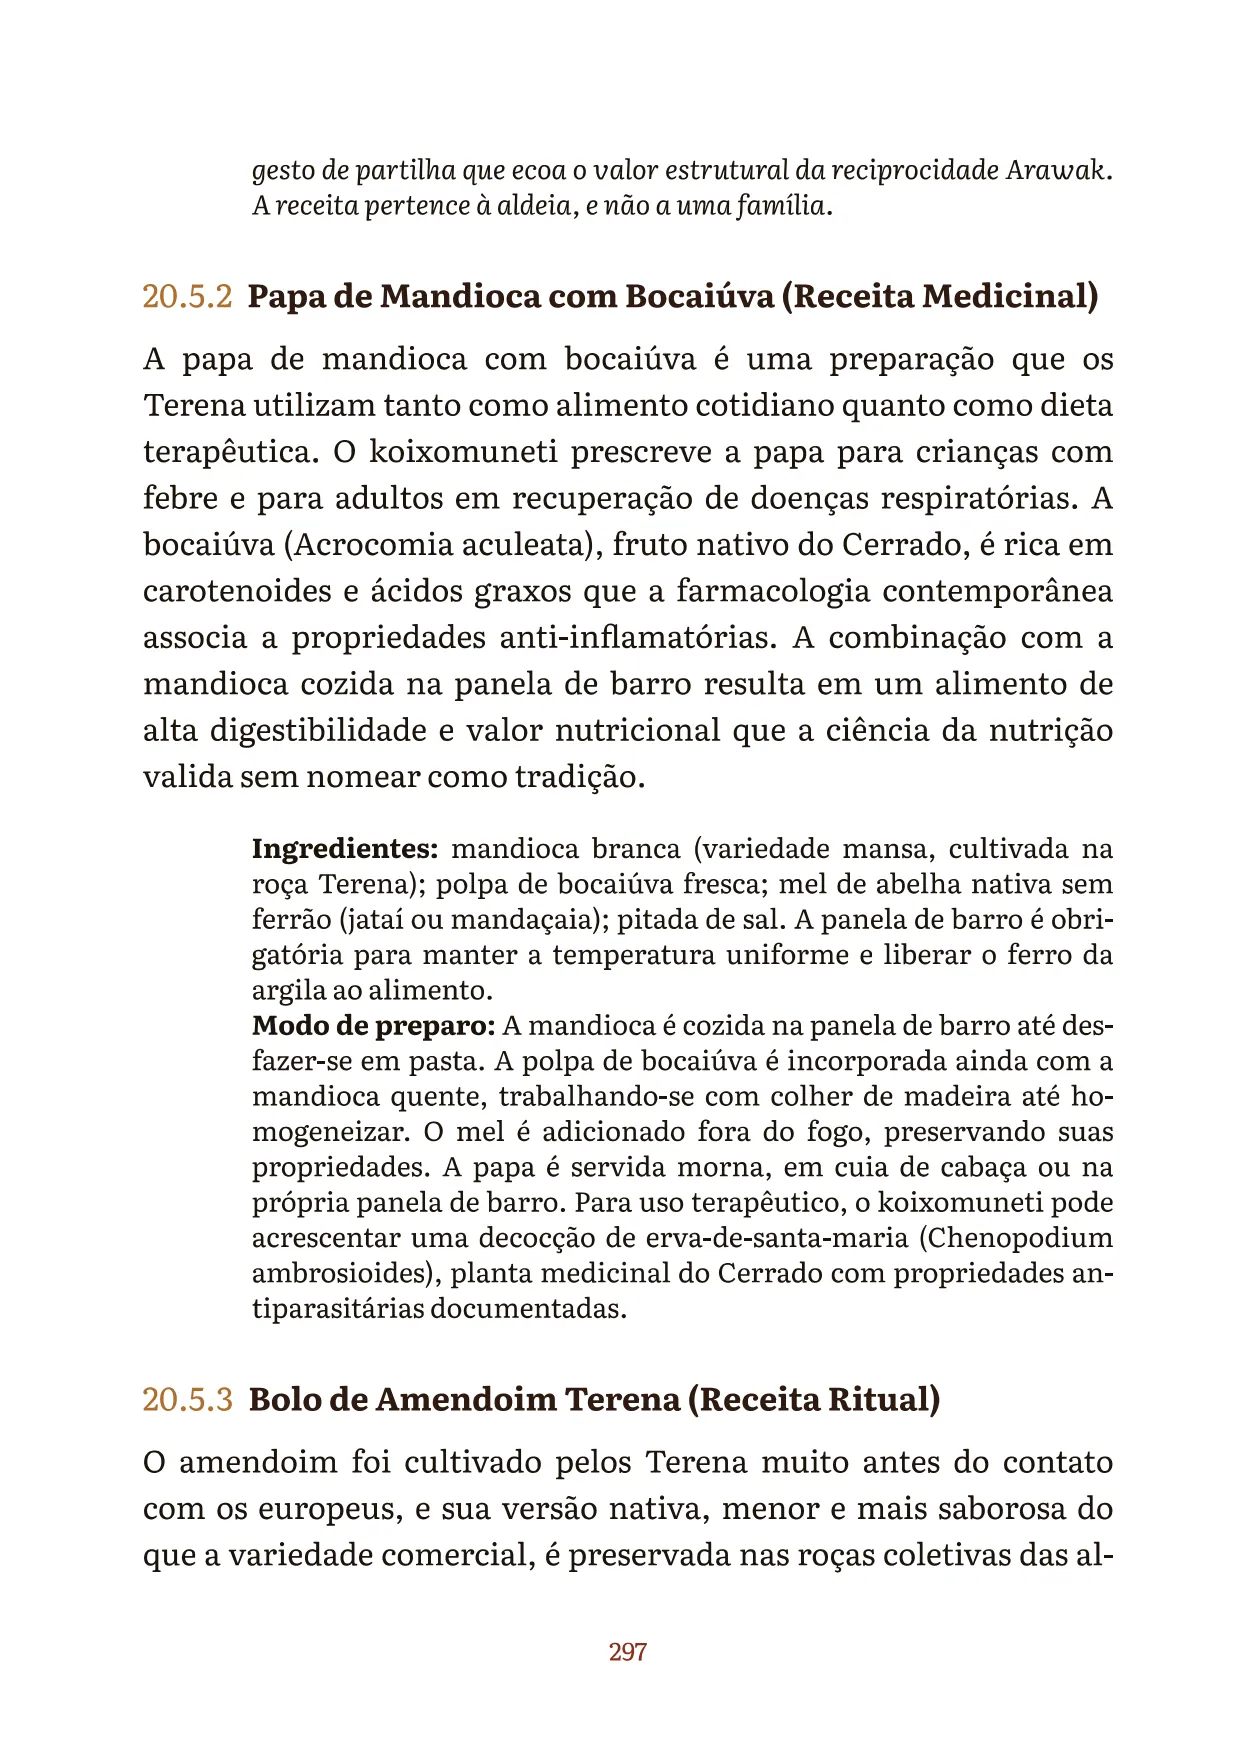 gesto de partilha que ecoa o valor estrutural da reciprocidade Arawak.
A receita pertence à aldeia, e não a uma família.
20.5.2 Papa de Mandioca com Bocaiúva (Receita Medicinal)
A papa de mandioca com bocaiúva é uma preparação que os
Terena utilizam tanto como alimento cotidiano quanto como dieta
terapêutica. O koixomuneti prescreve a papa para crianças com
febre e para adultos em recuperação de doenças respiratórias. A
bocaiúva (Acrocomia aculeata), fruto nativo do Cerrado, é rica em
carotenoides e ácidos graxos que a farmacologia contemporânea
associa a propriedades anti-inflamatórias. A combinação com a
mandioca cozida na panela de barro resulta em um alimento de
alta digestibilidade e valor nutricional que a ciência da nutrição
valida sem nomear como tradição.
Ingredientes: mandioca branca (variedade mansa, cultivada na
roça Terena); polpa de bocaiúva fresca; mel de abelha nativa sem
ferrão (jataí ou mandaçaia); pitada de sal. A panela de barro é obri-
gatória para manter a temperatura uniforme e liberar o ferro da
argila ao alimento.
Modo de preparo: A mandioca é cozida na panela de barro até des-
fazer-se em pasta. A polpa de bocaiúva é incorporada ainda com a
mandioca quente, trabalhando-se com colher de madeira até ho-
mogeneizar. O mel é adicionado fora do fogo, preservando suas
propriedades. A papa é servida morna, em cuia de cabaça ou na
própria panela de barro. Para uso terapêutico, o koixomuneti pode
acrescentar uma decocção de erva-de-santa-maria (Chenopodium
ambrosioides), planta medicinal do Cerrado com propriedades an-
tiparasitárias documentadas.
20.5.3 Bolo de Amendoim Terena (Receita Ritual)
O amendoim foi cultivado pelos Terena muito antes do contato
com os europeus, e sua versão nativa, menor e mais saborosa do
que a variedade comercial, é preservada nas roças coletivas das al-
297